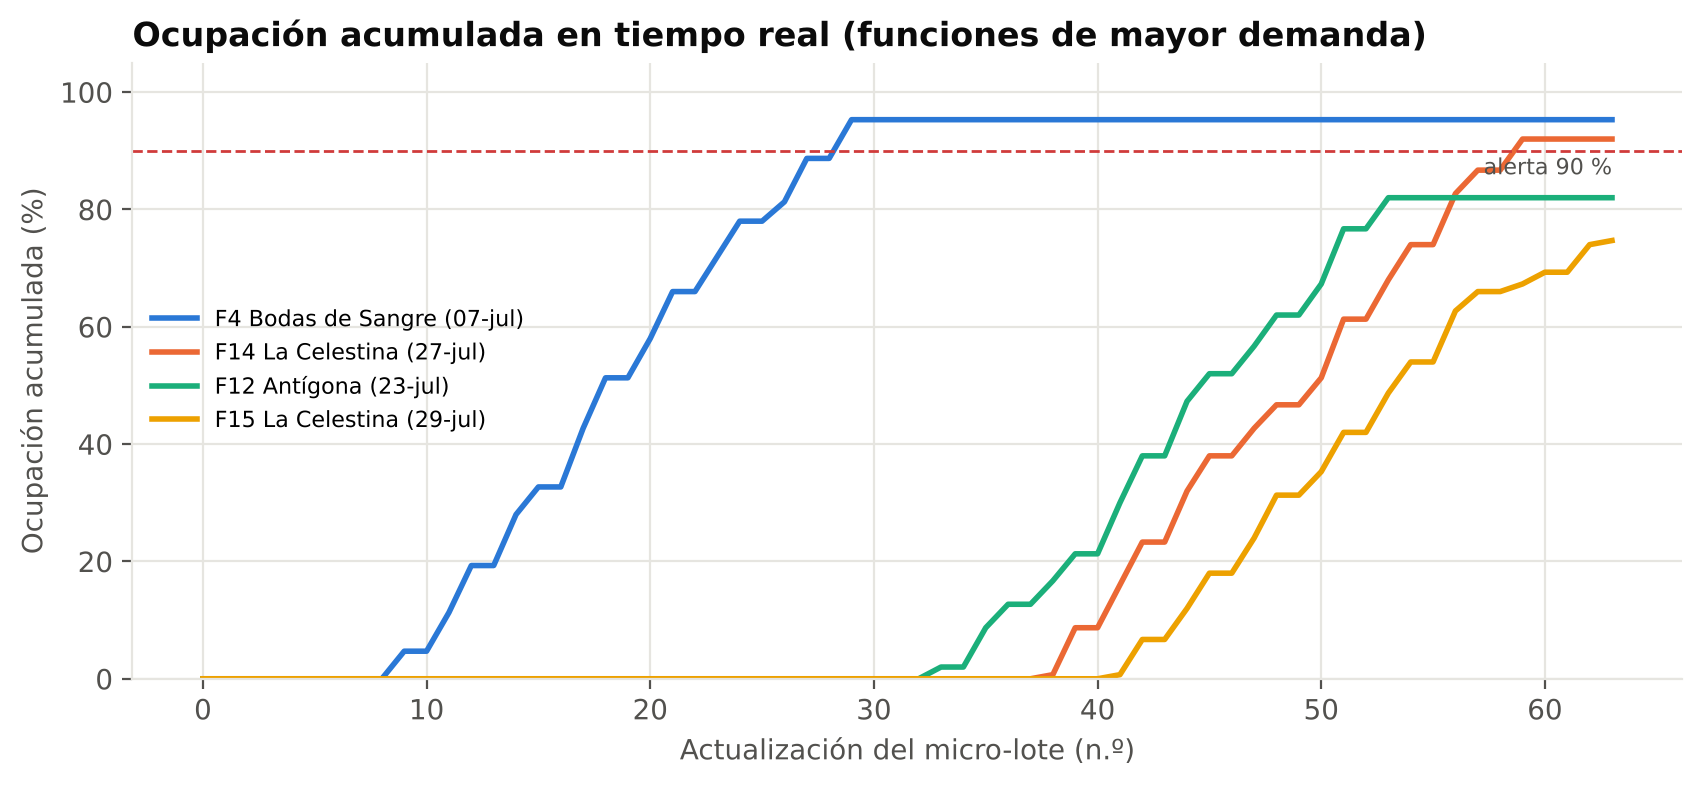 Ocupación acumulada en tiempo real (funciones de mayor demanda)
Ocupación acumulada (%)
100
80
60
40
20
0
alerta 90 %
F4 Bodas de Sangre (07-jul)
F14 La Celestina (27-jul)
F12 Antígona (23-jul)
F15 La Celestina (29-jul)
0 10 20 30 40 50 60
Actualización del micro-lote (n.º)